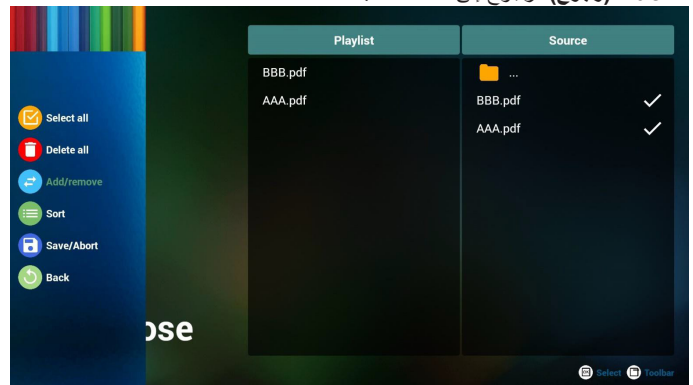 Playlist
Source
BBB.pdf
AAA.pdf
...
BBB.pdf
AAA.pdf
Select all
Delete all
Add/remove
Sort
Save/Abort
Back
ose
Select
Toolbar